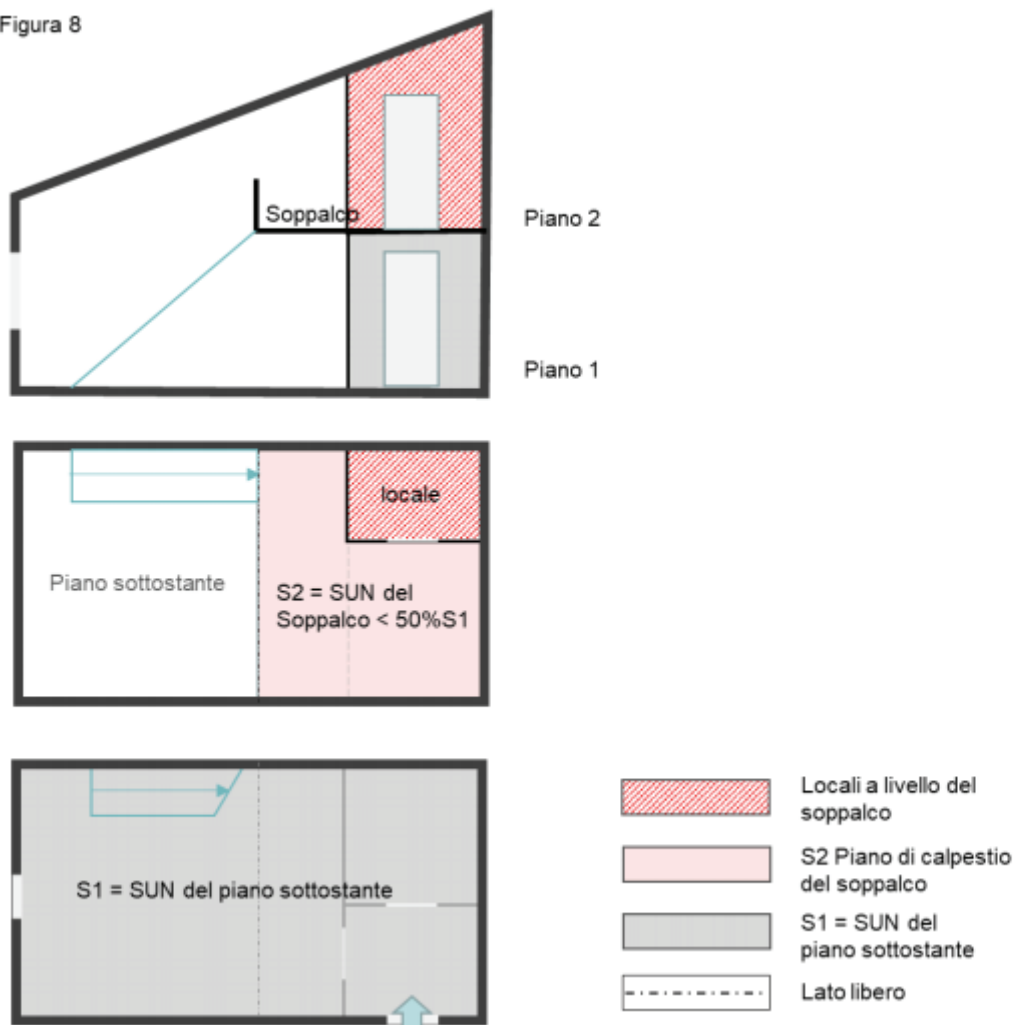 Figura 8
Soppalco
Piano 2
Piano 1
locale
Piano sottostante
S2 = SUN del
Soppalco < 50%S1
S1 = SUN del piano sottostante
Locali a livello del
soppalco
S2 Piano di calpestio
del soppalco
S1 = SUN del
piano sottostante
Lato libero